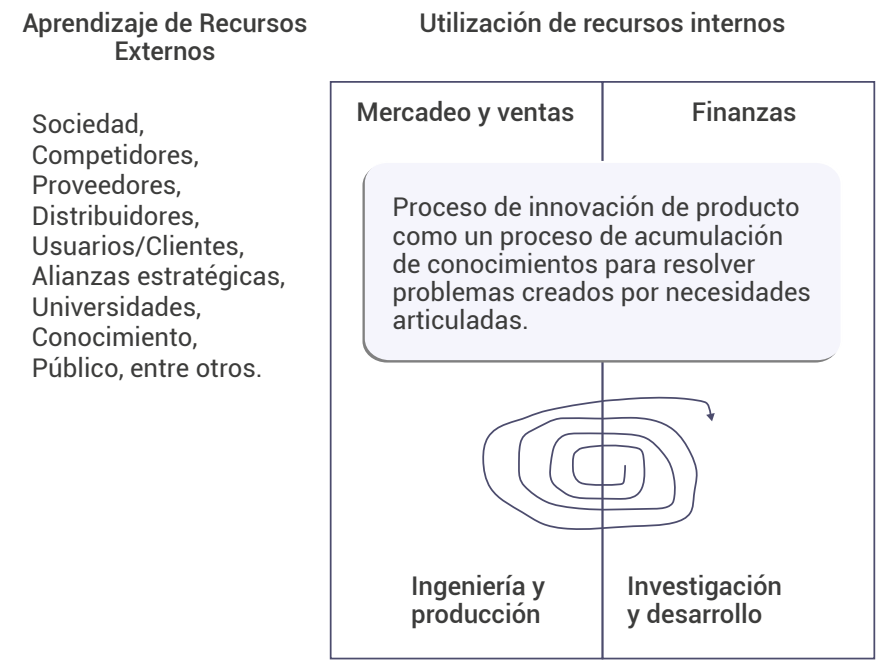 Aprendizaje de Recursos
Externos
Sociedad,
Competidores,
Proveedores,
Distribuidores,
Usuarios/Clientes,
Alianzas estratégicas,
Universidades,
Conocimiento,
Público, entre otros.
Utilización de recursos internos
Mercadeo y ventas
Finanzas
Proceso de innovación de producto
como un proceso de acumulación
de conocimientos para resolver
problemas creados por necesidades
articuladas.
Ingeniería y
producción
Investigación
y desarrollo